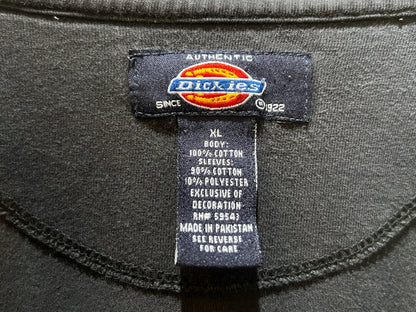 AUTHENTIC
Dickies
SINCE ® 1922
XL
BODY:
100% COTTON
SLEEVES:
90% COTTON
10% POLYESTER
EXCLUSIVE OF
DECORATION
RN# 59547
MADE IN PAKISTAN
SEE REVERSE
FOR CARE